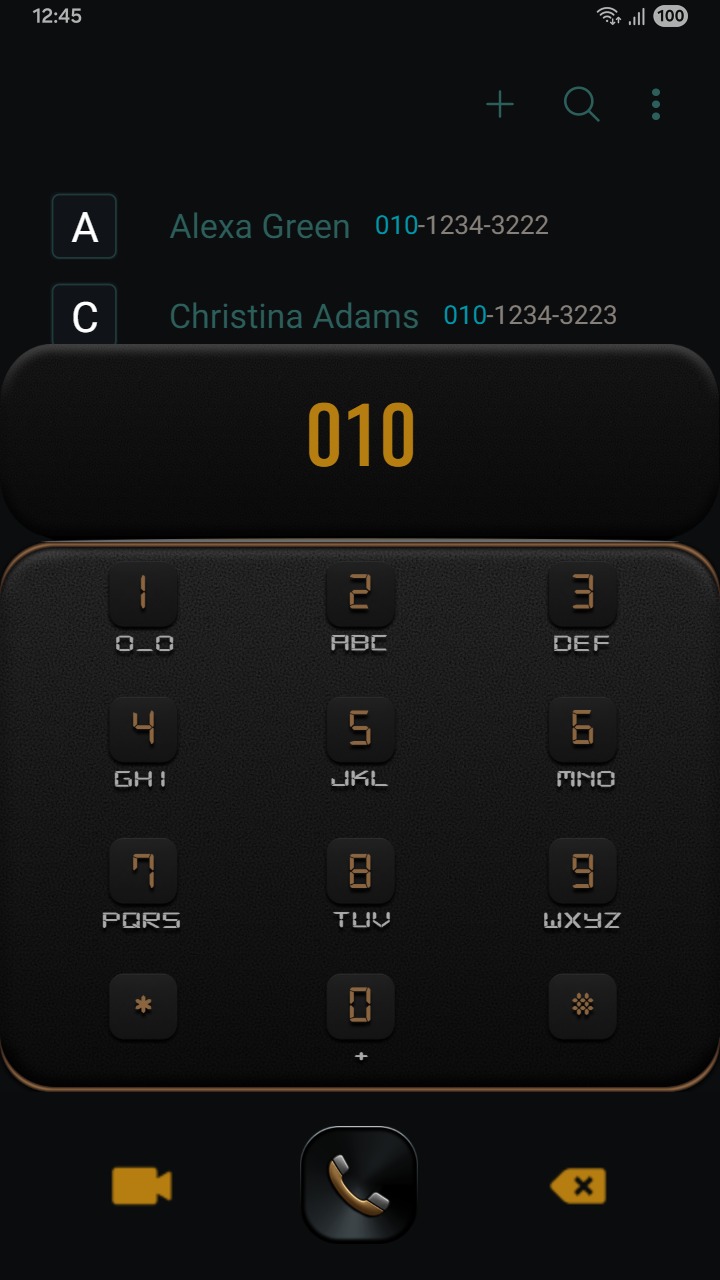 12:45 100
A Alexa Green 010-1234-3222
C Christina Adams 010-1234-3223
010
1 2 3
O_O ABC DEF
4 5 6
GHI JKL MNO
7 8 9
PQRS TUV WXYZ
* 0 #
+